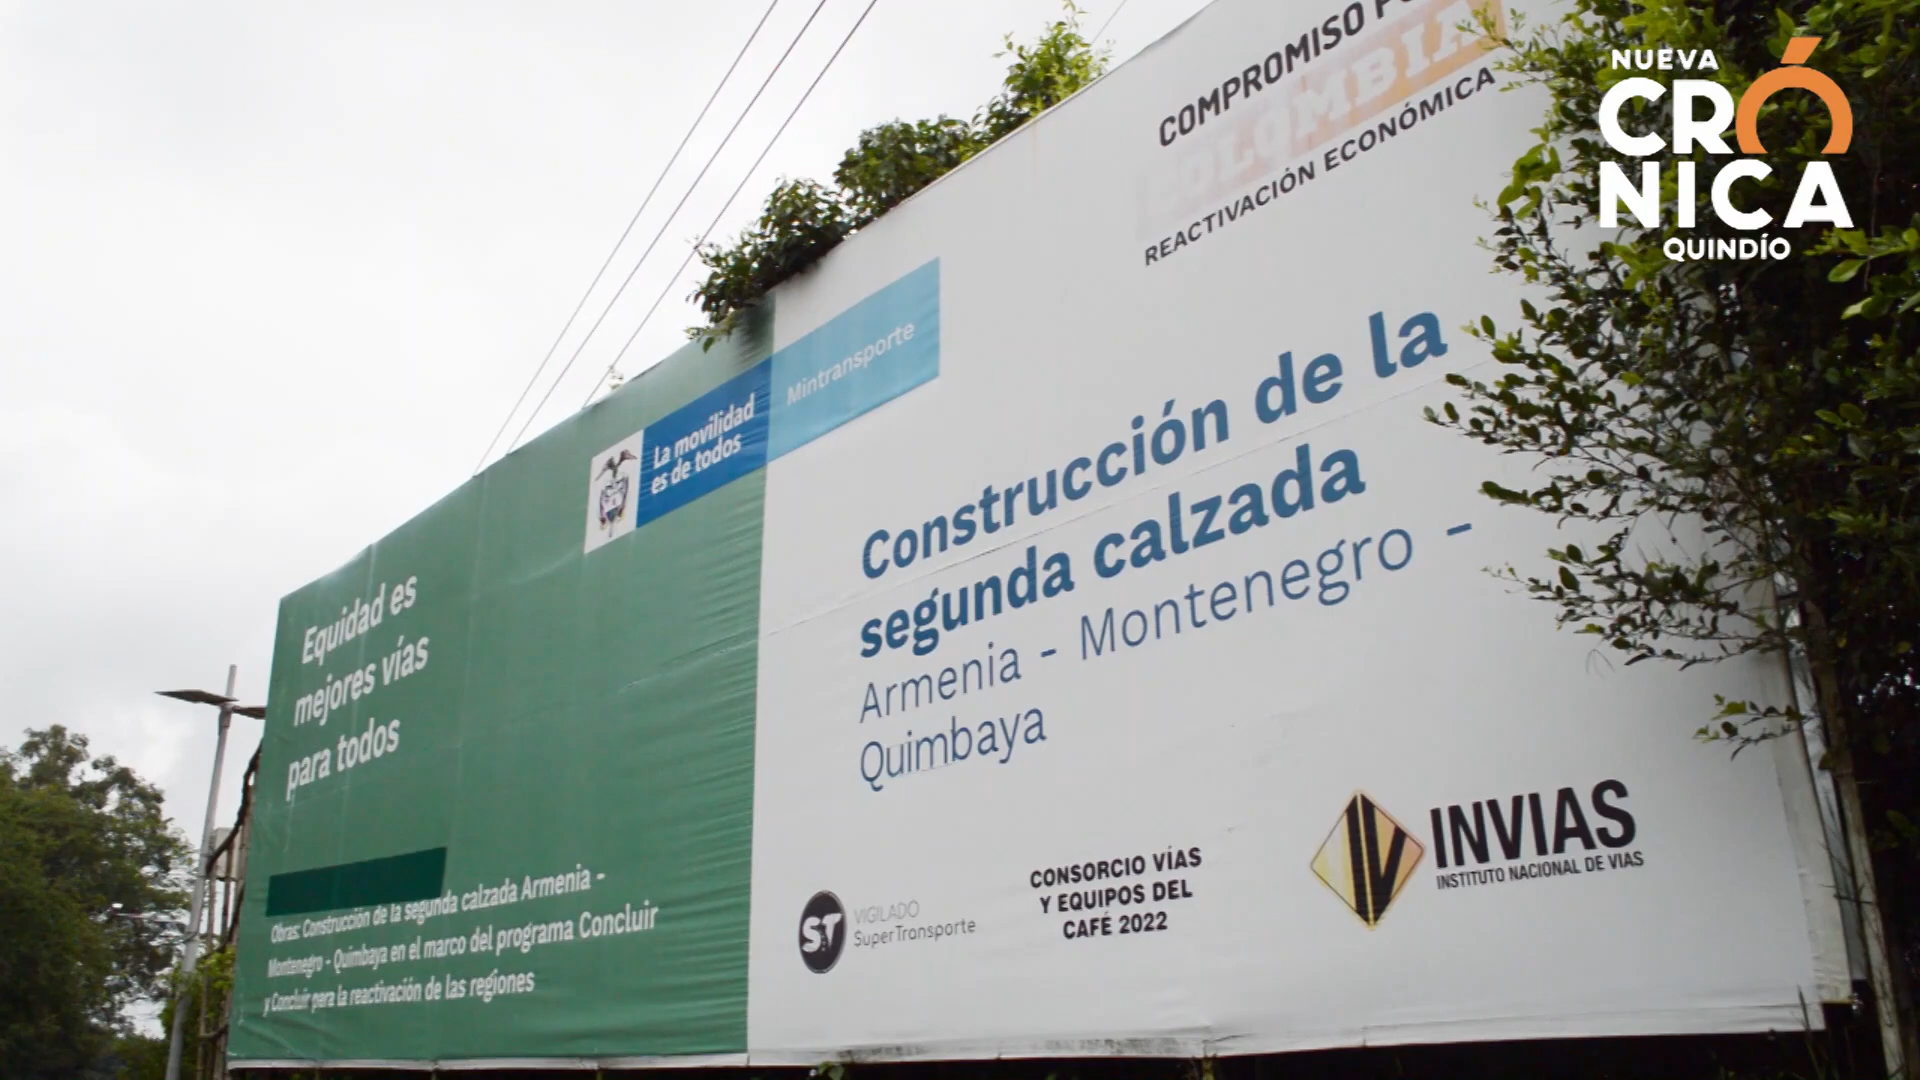 Equidad es
mejores vías
para todos
Obras: Construcción de la segunda calzada Armenia -
Montenegro - Quimbaya en el marco del programa Concluir
y Concluir para la reactivación de las regiones
La movilidad
es de todos
Mintransporte
COMPROMISO
COLOMBIA
REACTIVACIÓN ECONÓMICA
Construcción de la
segunda calzada
Armenia - Montenegro -
Quimbaya
ST
VIGILADO
SuperTransporte
CONSORCIO VÍAS
Y EQUIPOS DEL
CAFÉ 2022
INVIAS
INSTITUTO NACIONAL DE VIAS
NUEVA
CRÓ
NICA
QUINDÍO